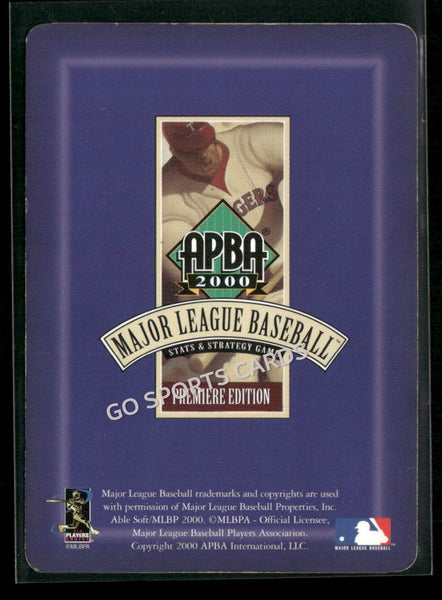 T
GERS
APBA®
2000
MAJOR LEAGUE BASEBALL™
STATS & STRATEGY GAME
GO SPORTS CARDS
PREMIERE EDITION
Major League Baseball trademarks and copyrights are used
with permission of Major League Baseball Properties, Inc.
Able Soft/MLBP 2000. ©MLBPA - Official Licensee,
Major League Baseball Players Association.
Copyright 2000 APBA International, LLC.
PLAYERS
©MLBPA
MAJOR LEAGUE BASEBALL